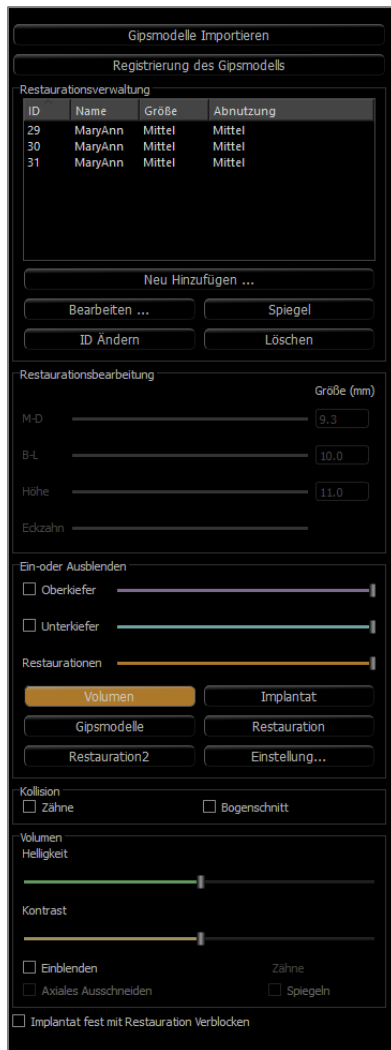 Gipsmodelle Importieren
Registrierung des Gipsmodells
Restaurationsverwaltung
ID Name Größe Abnutzung
29 MaryAnn Mittel Mittel
30 MaryAnn Mittel Mittel
31 MaryAnn Mittel Mittel
Neu Hinzufügen ...
Bearbeiten ... Spiegel
ID Ändern Löschen
Restaurationsbearbeitung
Größe (mm)
M-D 9.3
B-L 10.0
Höhe 11.0
Eckzahn
Ein-oder Ausblenden
Oberkiefer
Unterkiefer
Restaurationen
Volumen Implantat
Gipsmodelle Restauration
Restauration2 Einstellung...
Kollision
Zähne Bogenschnitt
Volumen
Helligkeit
Kontrast
Einblenden Zähne
Axiales Ausschneiden Spiegeln
Implantat fest mit Restauration Verblocken